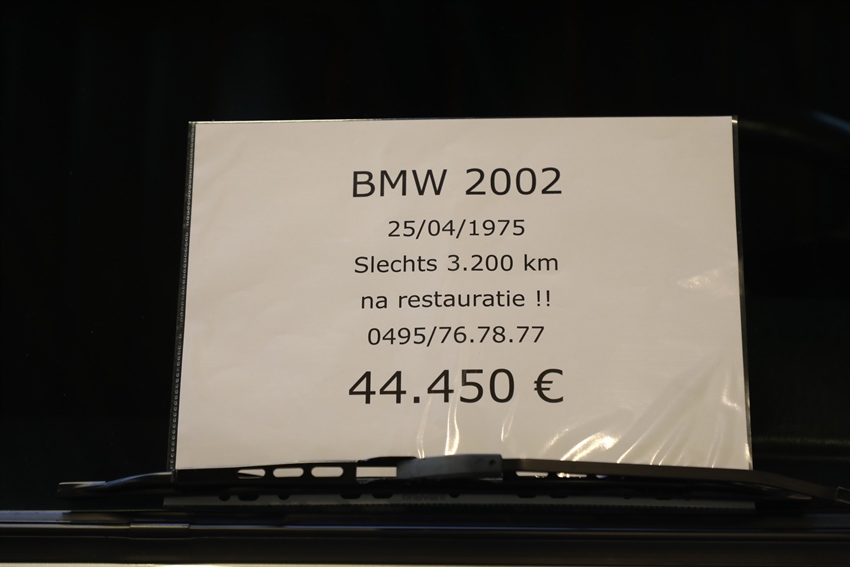 BMW 2002
25/04/1975
Slechts 3.200 km
na restauratie !!
0495/76.78.77
44.450 €